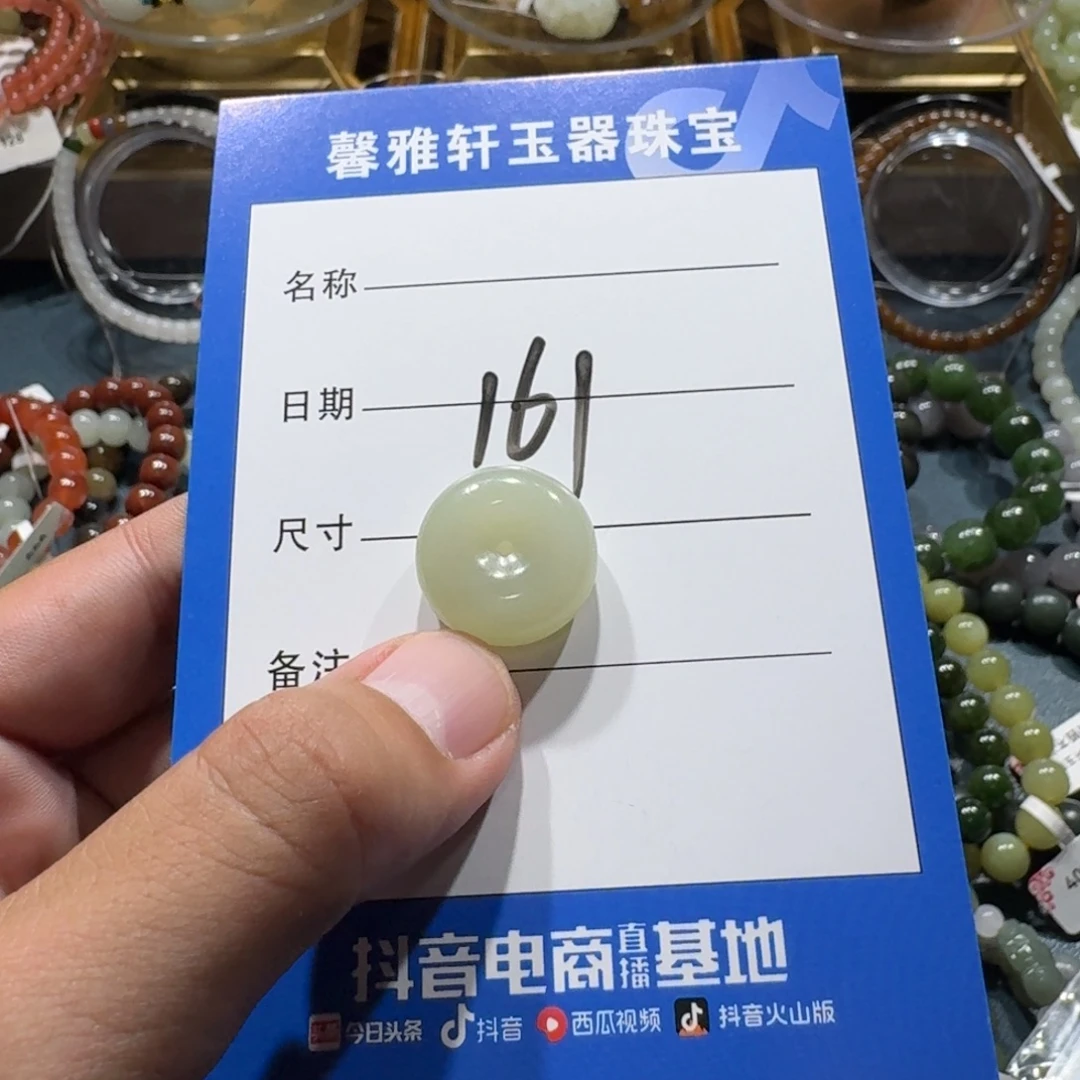 馨雅轩玉器珠宝
名称
日期
161
尺寸
备注
抖音电商直播基地
头条 今日头条 抖音 西瓜视频 抖音火山版